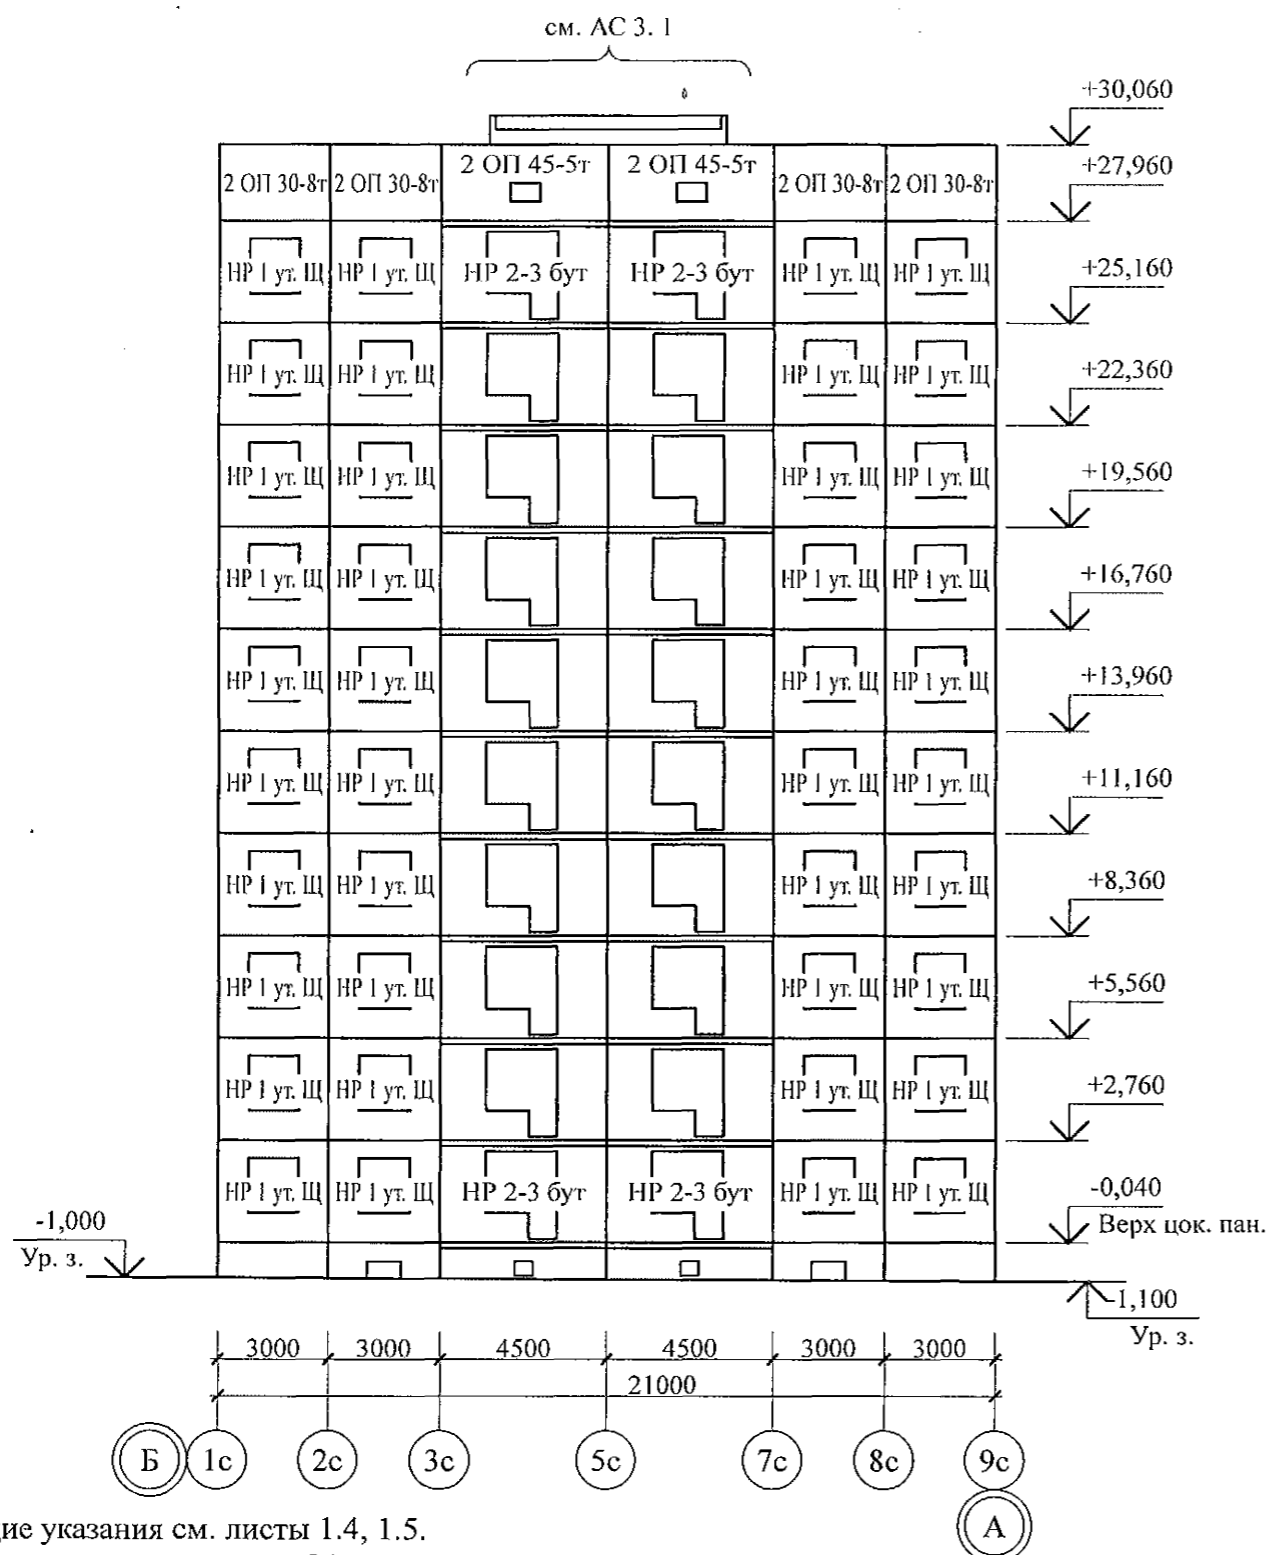 см. АС 3. 1
+30,060
2 ОП 30-8т 2 ОП 30-8т 2 ОП 45-5т 2 ОП 45-5т 2 ОП 30-8т 2 ОП 30-8т
+27,960
НР 1 ут. Щ НР 1 ут. Щ НР 2-3 бут НР 2-3 бут НР 1 ут. Щ НР 1 ут. Щ
+25,160
НР 1 ут. Щ НР 1 ут. Щ НР 1 ут. Щ НР 1 ут. Щ
+22,360
НР 1 ут. Щ НР 1 ут. Щ НР 1 ут. Щ НР 1 ут. Щ
+19,560
НР 1 ут. Щ НР 1 ут. Щ НР 1 ут. Щ НР 1 ут. Щ
+16,760
НР 1 ут. Щ НР 1 ут. Щ НР 1 ут. Щ НР 1 ут. Щ
+13,960
НР 1 ут. Щ НР 1 ут. Щ НР 1 ут. Щ НР 1 ут. Щ
+11,160
НР 1 ут. Щ НР 1 ут. Щ НР 1 ут. Щ НР 1 ут. Щ
+8,360
НР 1 ут. Щ НР 1 ут. Щ НР 1 ут. Щ НР 1 ут. Щ
+5,560
НР 1 ут. Щ НР 1 ут. Щ НР 1 ут. Щ НР 1 ут. Щ
+2,760
НР 1 ут. Щ НР 1 ут. Щ НР 2-3 бут НР 2-3 бут НР 1 ут. Щ НР 1 ут. Щ
-0,040
Верх цок. пан.
-1,000
Ур. з.
-1,100
Ур. з.
3000 3000 4500 4500 3000 3000
21000
Б 1с 2с 3с 5с 7с 8с 9с
А
указания см. листы 1.4, 1.5.